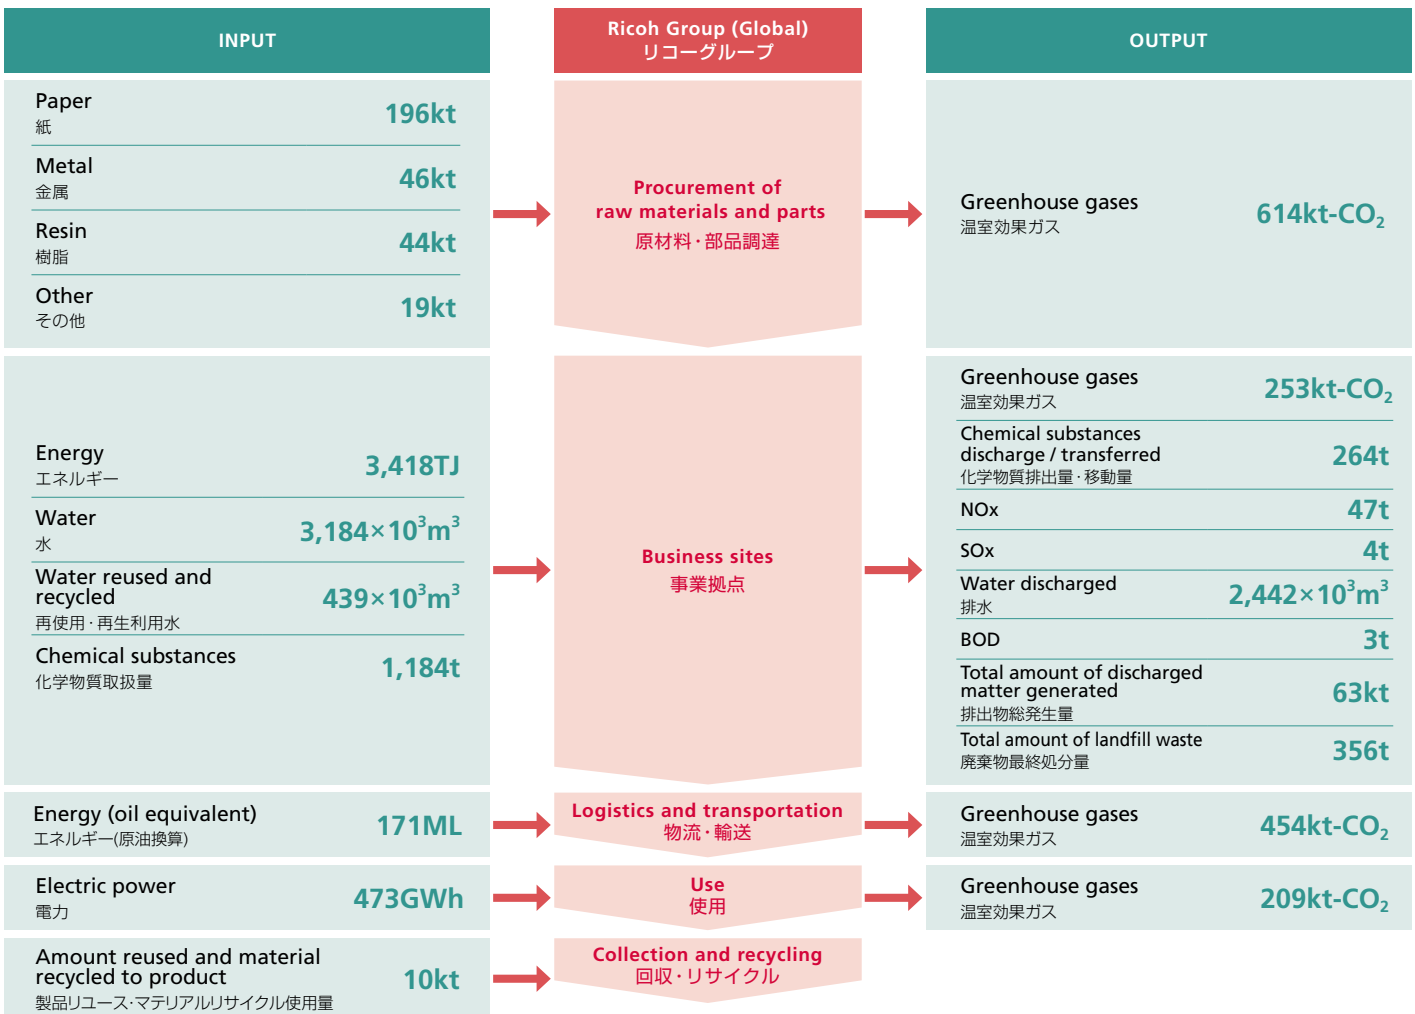 INPUT
Ricoh Group (Global)
リコーグループ
OUTPUT
Paper
紙
196kt
Metal
金属
46kt
Resin
樹脂
44kt
Other
その他
19kt
Procurement of
raw materials and parts
原材料・部品調達
Greenhouse gases
温室効果ガス
614kt-CO₂
Energy
エネルギー
3,418TJ
Water
水
3,184×10³m³
Water reused and
recycled
再使用・再生利用水
439×10³m³
Chemical substances
化学物質取扱量
1,184t
Business sites
事業拠点
Greenhouse gases
温室効果ガス
253kt-CO₂
Chemical substances
discharge / transferred
化学物質排出量・移動量
264t
NOx
47t
SOx
4t
Water discharged
排水
2,442×10³m³
BOD
3t
Total amount of discharged
matter generated
排出物総発生量
63kt
Total amount of landfill waste
廃棄物最終処分量
356t
Energy (oil equivalent)
エネルギー(原油換算)
171ML
Logistics and transportation
物流・輸送
Greenhouse gases
温室効果ガス
454kt-CO₂
Electric power
電力
473GWh
Use
使用
Greenhouse gases
温室効果ガス
209kt-CO₂
Amount reused and material
recycled to product
製品リユース・マテリアルリサイクル使用量
10kt
Collection and recycling
回収・リサイクル